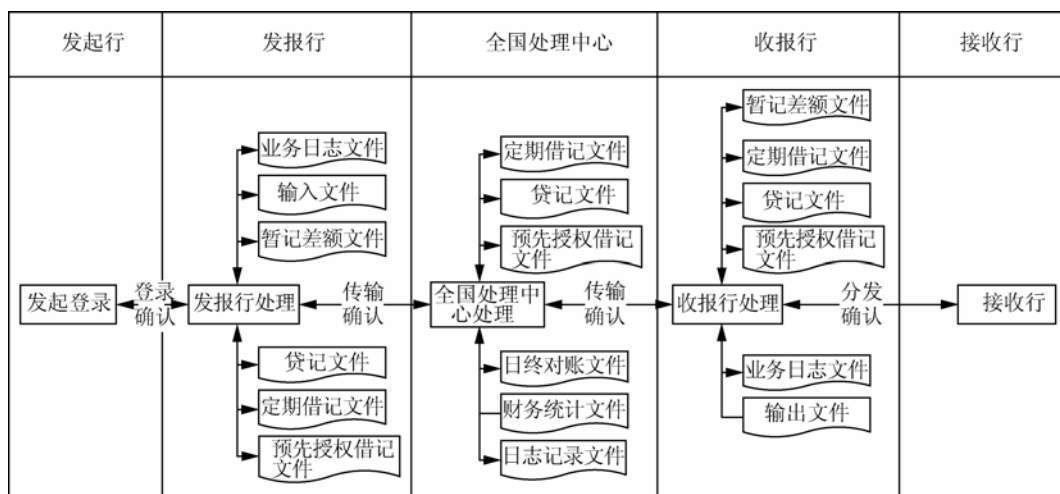 发起行
发报行
全国处理中心
收报行
接收行
业务日志文件
输入文件
暂记差额文件
发起登录
登录
确认
发报行处理
贷记文件
定期借记文件
预先授权借记
文件
传输
确认
定期借记文件
贷记文件
预先授权借记
文件
全国处理中
心处理
日终对账文件
财务统计文件
日志记录文件
传输
确认
暂记差额文件
定期借记文件
贷记文件
预先授权借记
文件
收报行处理
业务日志文件
输出文件
分发
确认
接收行